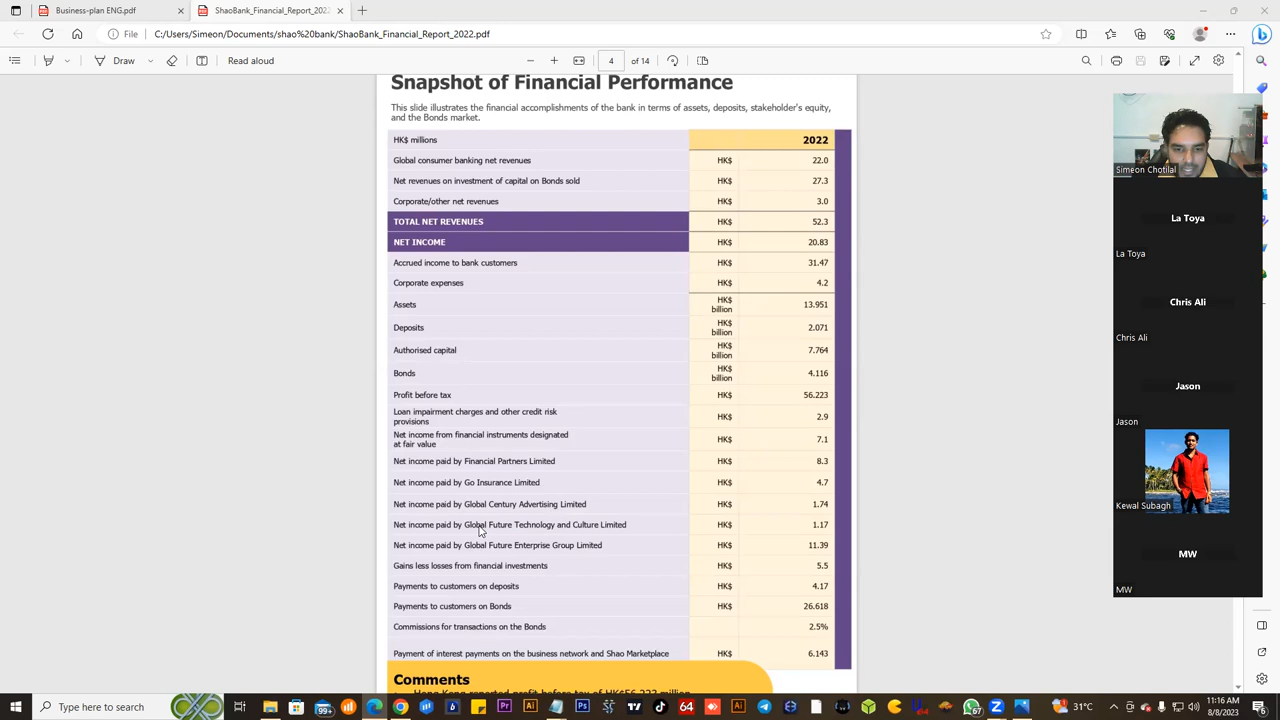 Business-plan ENG.pdf
ShaoBank_Financial_Report_2022
File
C:/Users/Simeon/Documents/shao%20bank/ShaoBank_Financial_Report_2022.pdf
Draw
Read aloud
4
of 14
Snapshot of Financial Performance
This slide illustrates the financial accomplishments of the bank in terms of assets, deposits, stakeholder's equity,
and the Bonds market.
HK$ millions 2022
Global consumer banking net revenues HK$ 22.0
Net revenues on investment of capital on Bonds sold HK$ 27.3
Corporate/other net revenues HK$ 3.0
TOTAL NET REVENUES HK$ 52.3
NET INCOME HK$ 20.83
Accrued income to bank customers HK$ 31.47
Corporate expenses HK$ 4.2
Assets HK$ billion 13.951
Deposits HK$ billion 2.071
Authorised capital HK$ billion 7.764
Bonds HK$ billion 4.116
Profit before tax HK$ 56.223
Loan impairment charges and other credit risk
provisions HK$ 2.9
Net income from financial instruments designated
at fair value HK$ 7.1
Net income paid by Financial Partners Limited HK$ 8.3
Net income paid by Go Insurance Limited HK$ 4.7
Net income paid by Global Century Advertising Limited HK$ 1.74
Net income paid by Global Future Technology and Culture Limited HK$ 1.17
Net income paid by Global Future Enterprise Group Limited HK$ 11.39
Gains less losses from financial investments HK$ 5.5
Payments to customers on deposits HK$ 4.17
Payments to customers on Bonds HK$ 26.618
Commissions for transactions on the Bonds 2.5%
Payment of interest payments on the business network and Shao Marketplace HK$ 6.143
Comments
Simeon Chotilal
La Toya
La Toya
Chris Ali
Chris Ali
Jason
Jason
Kewal Subagh
MW
MW
Type here to search
99+
64
67
31°C
11:16 AM
8/8/2023